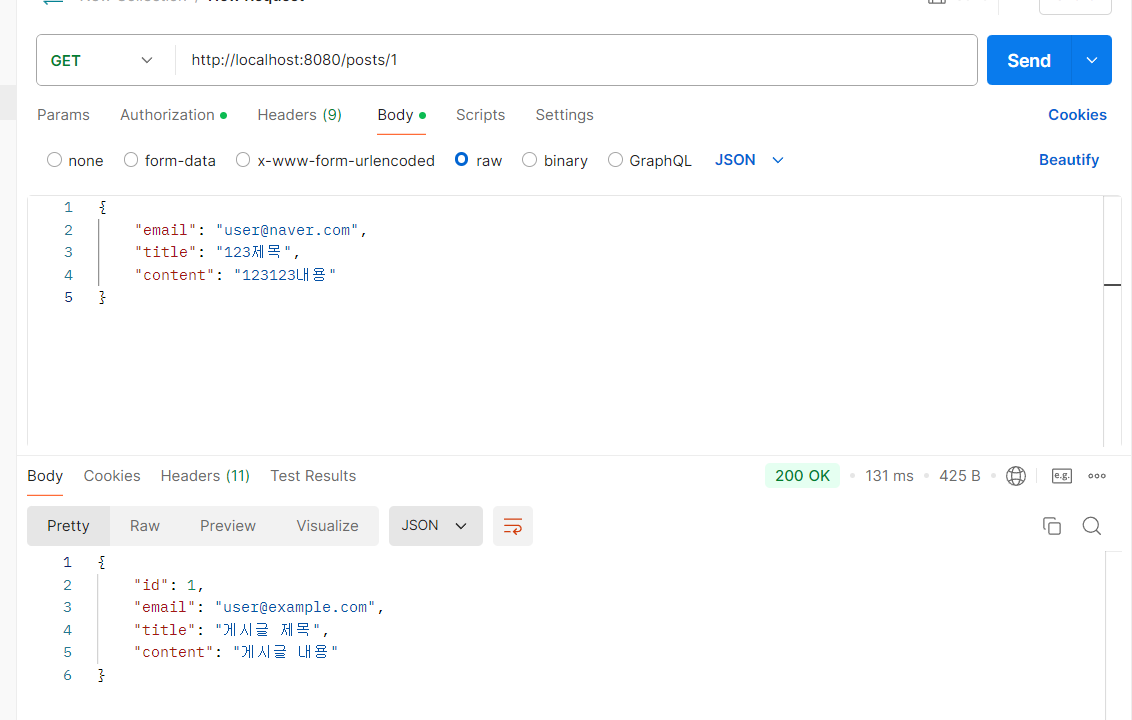 GET http://localhost:8080/posts/1 Send
Params Authorization Headers (9) Body Scripts Settings Cookies
none form-data x-www-form-urlencoded raw binary GraphQL JSON Beautify
1 {
2 "email": "user@naver.com",
3 "title": "123제목",
4 "content": "123123내용"
5 }
Body Cookies Headers (11) Test Results 200 OK 131 ms 425 B e.g.
Pretty Raw Preview Visualize JSON
1 {
2 "id": 1,
3 "email": "user@example.com",
4 "title": "게시글 제목",
5 "content": "게시글 내용"
6 }